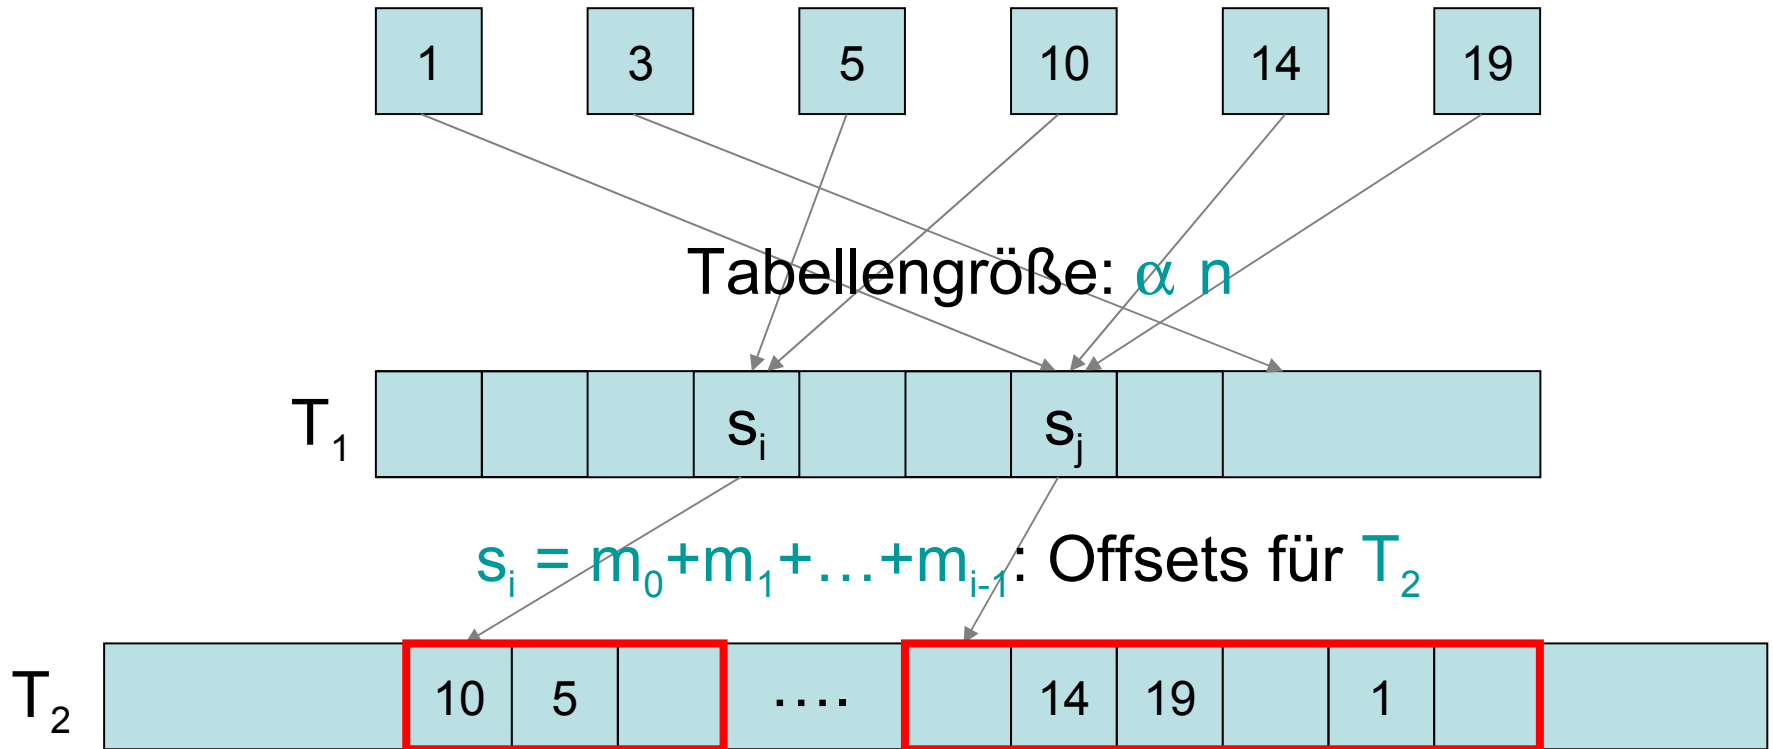 1 3 5 10 14 19
Tabellengröße: α n
T₁ sᵢ sⱼ
sᵢ = m₀+m₁+…+mᵢ₋₁: Offsets für T₂
T₂ 10 5 …. 14 19 1